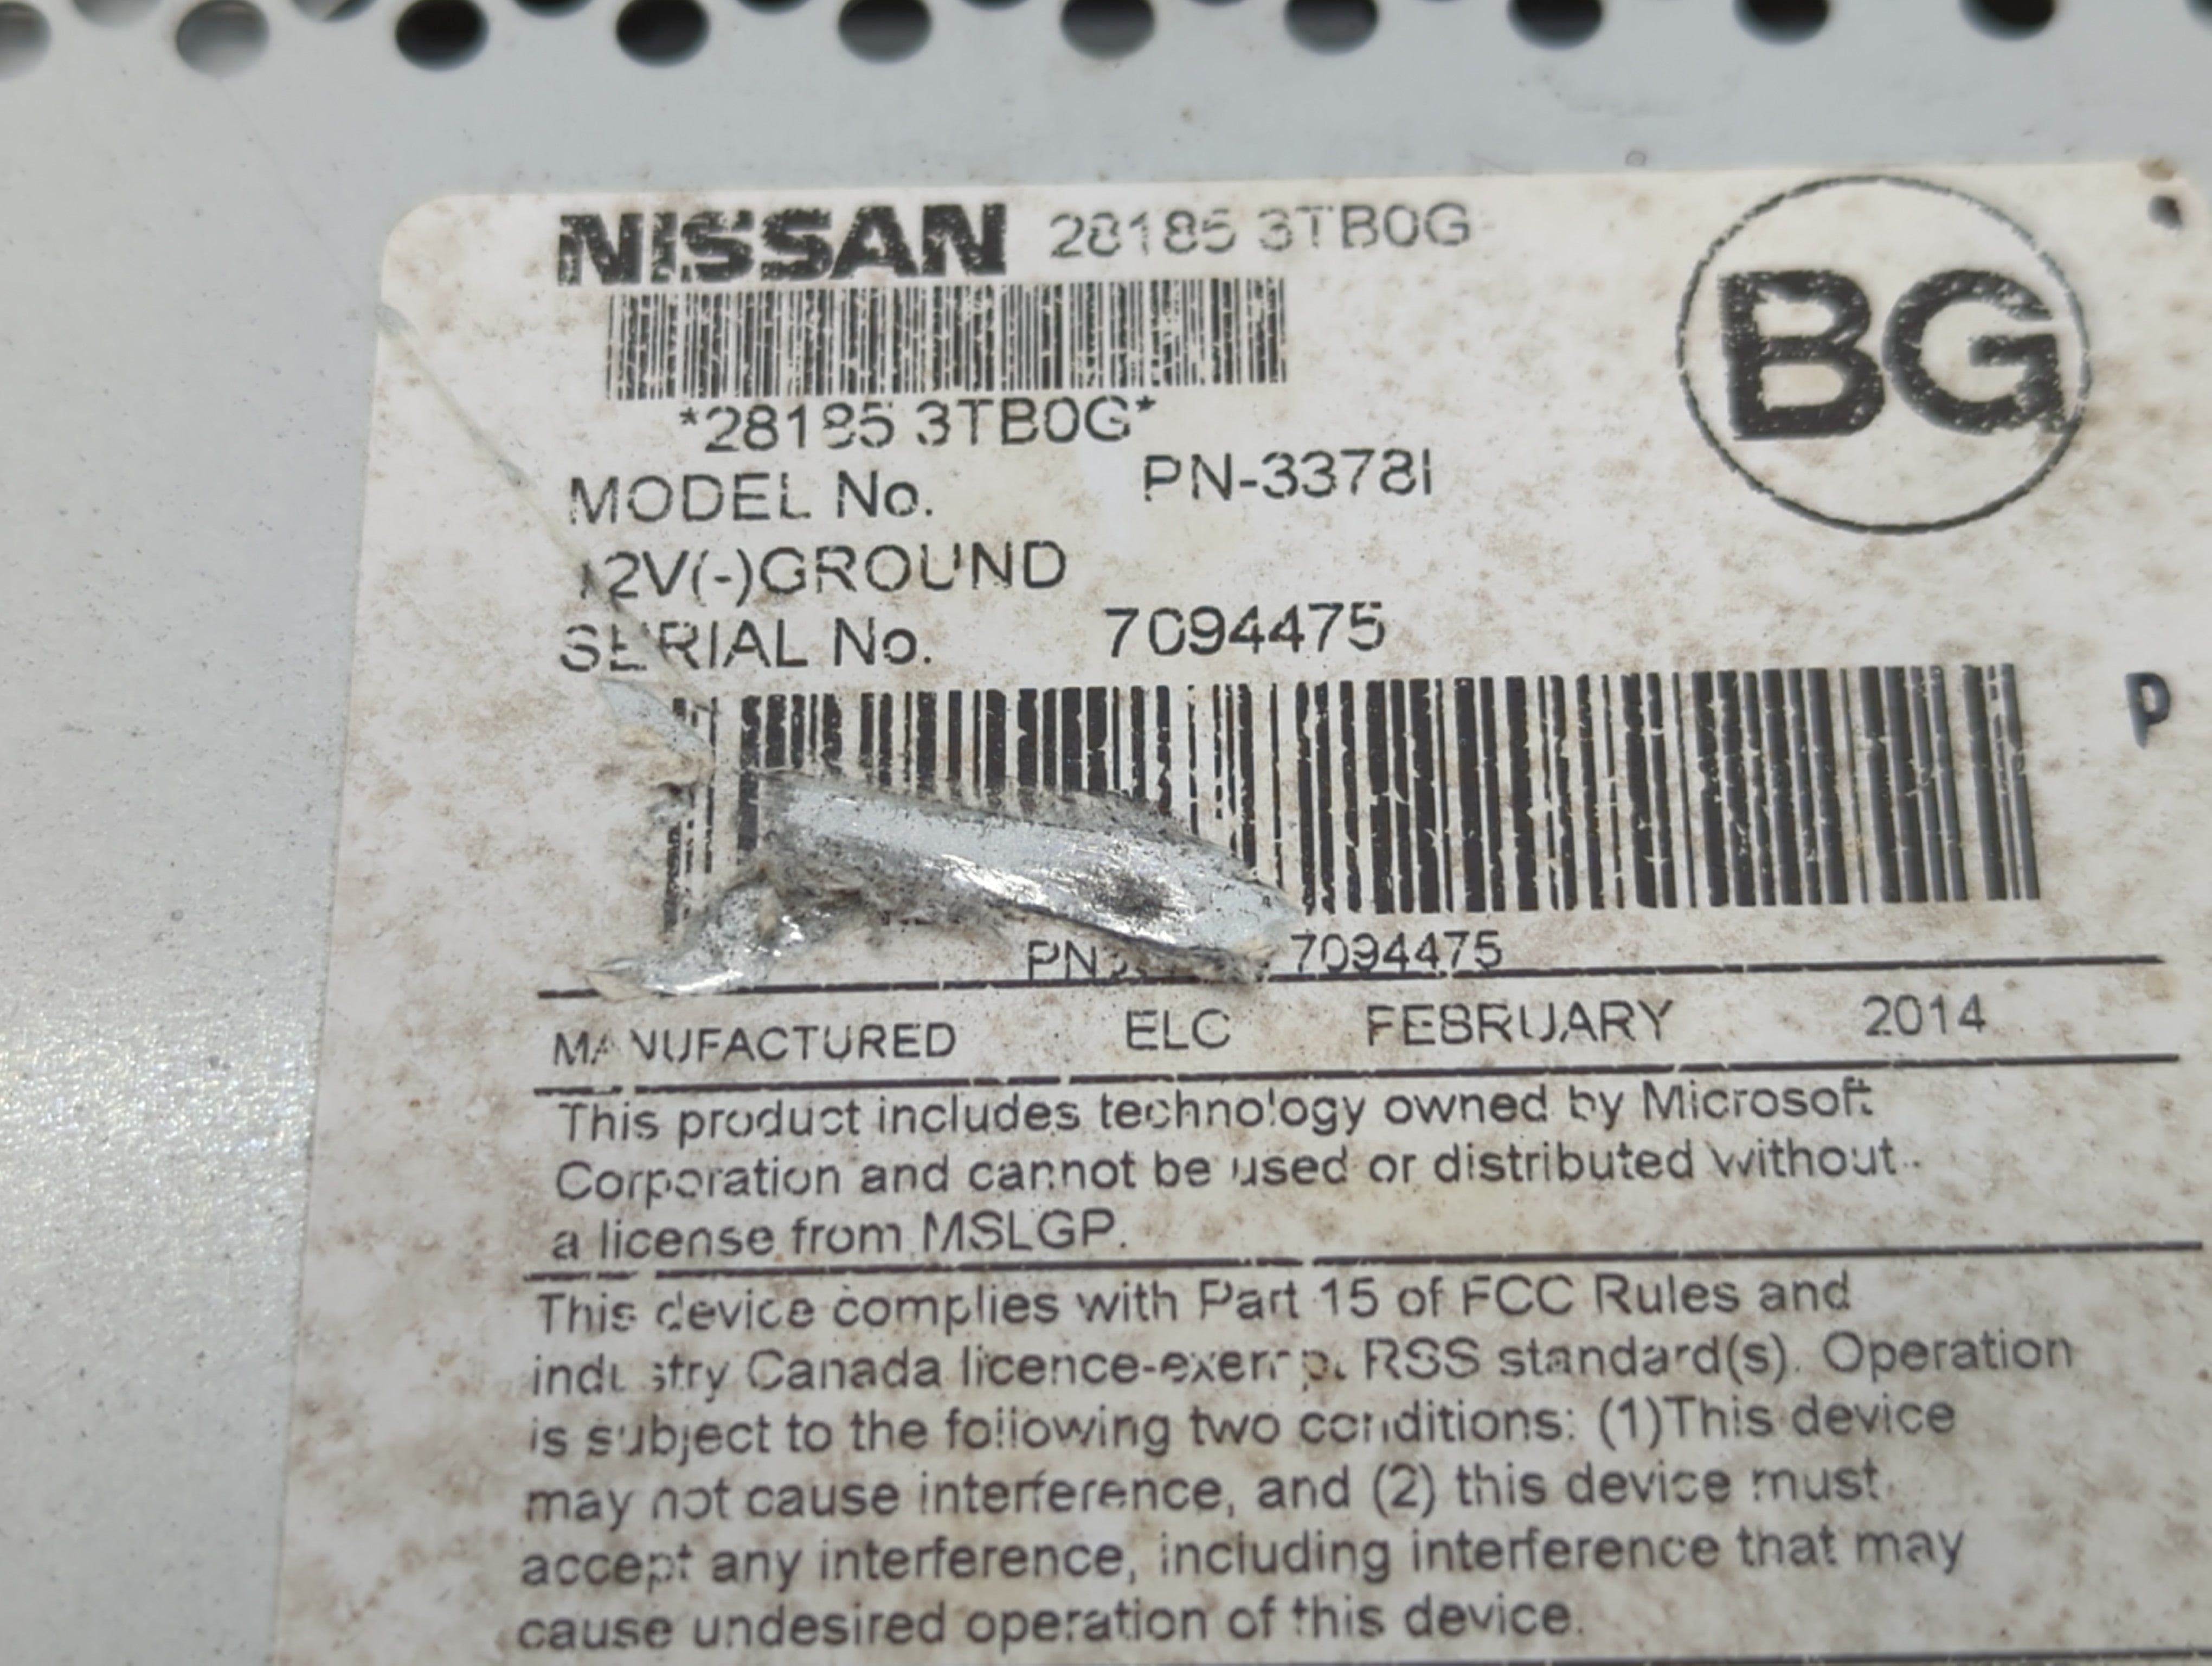 NISSAN 28185 3TB0G
BG
*28185 3TB0G*
MODEL No. PN-3378I
12V(-)GROUND
SERIAL No. 7094475
P
7094475
MANUFACTURED ELC FEBRUARY 2014
This product includes technology owned by Microsoft
Corporation and cannot be used or distributed without
a license from MSLGP.
This device complies with Part 15 of FCC Rules and
industry Canada licence-exempt RSS standard(s). Operation
is subject to the following two conditions: (1)This device
may not cause interference, and (2) this device must
accept any interference, including interference that may
cause undesired operation of this device.